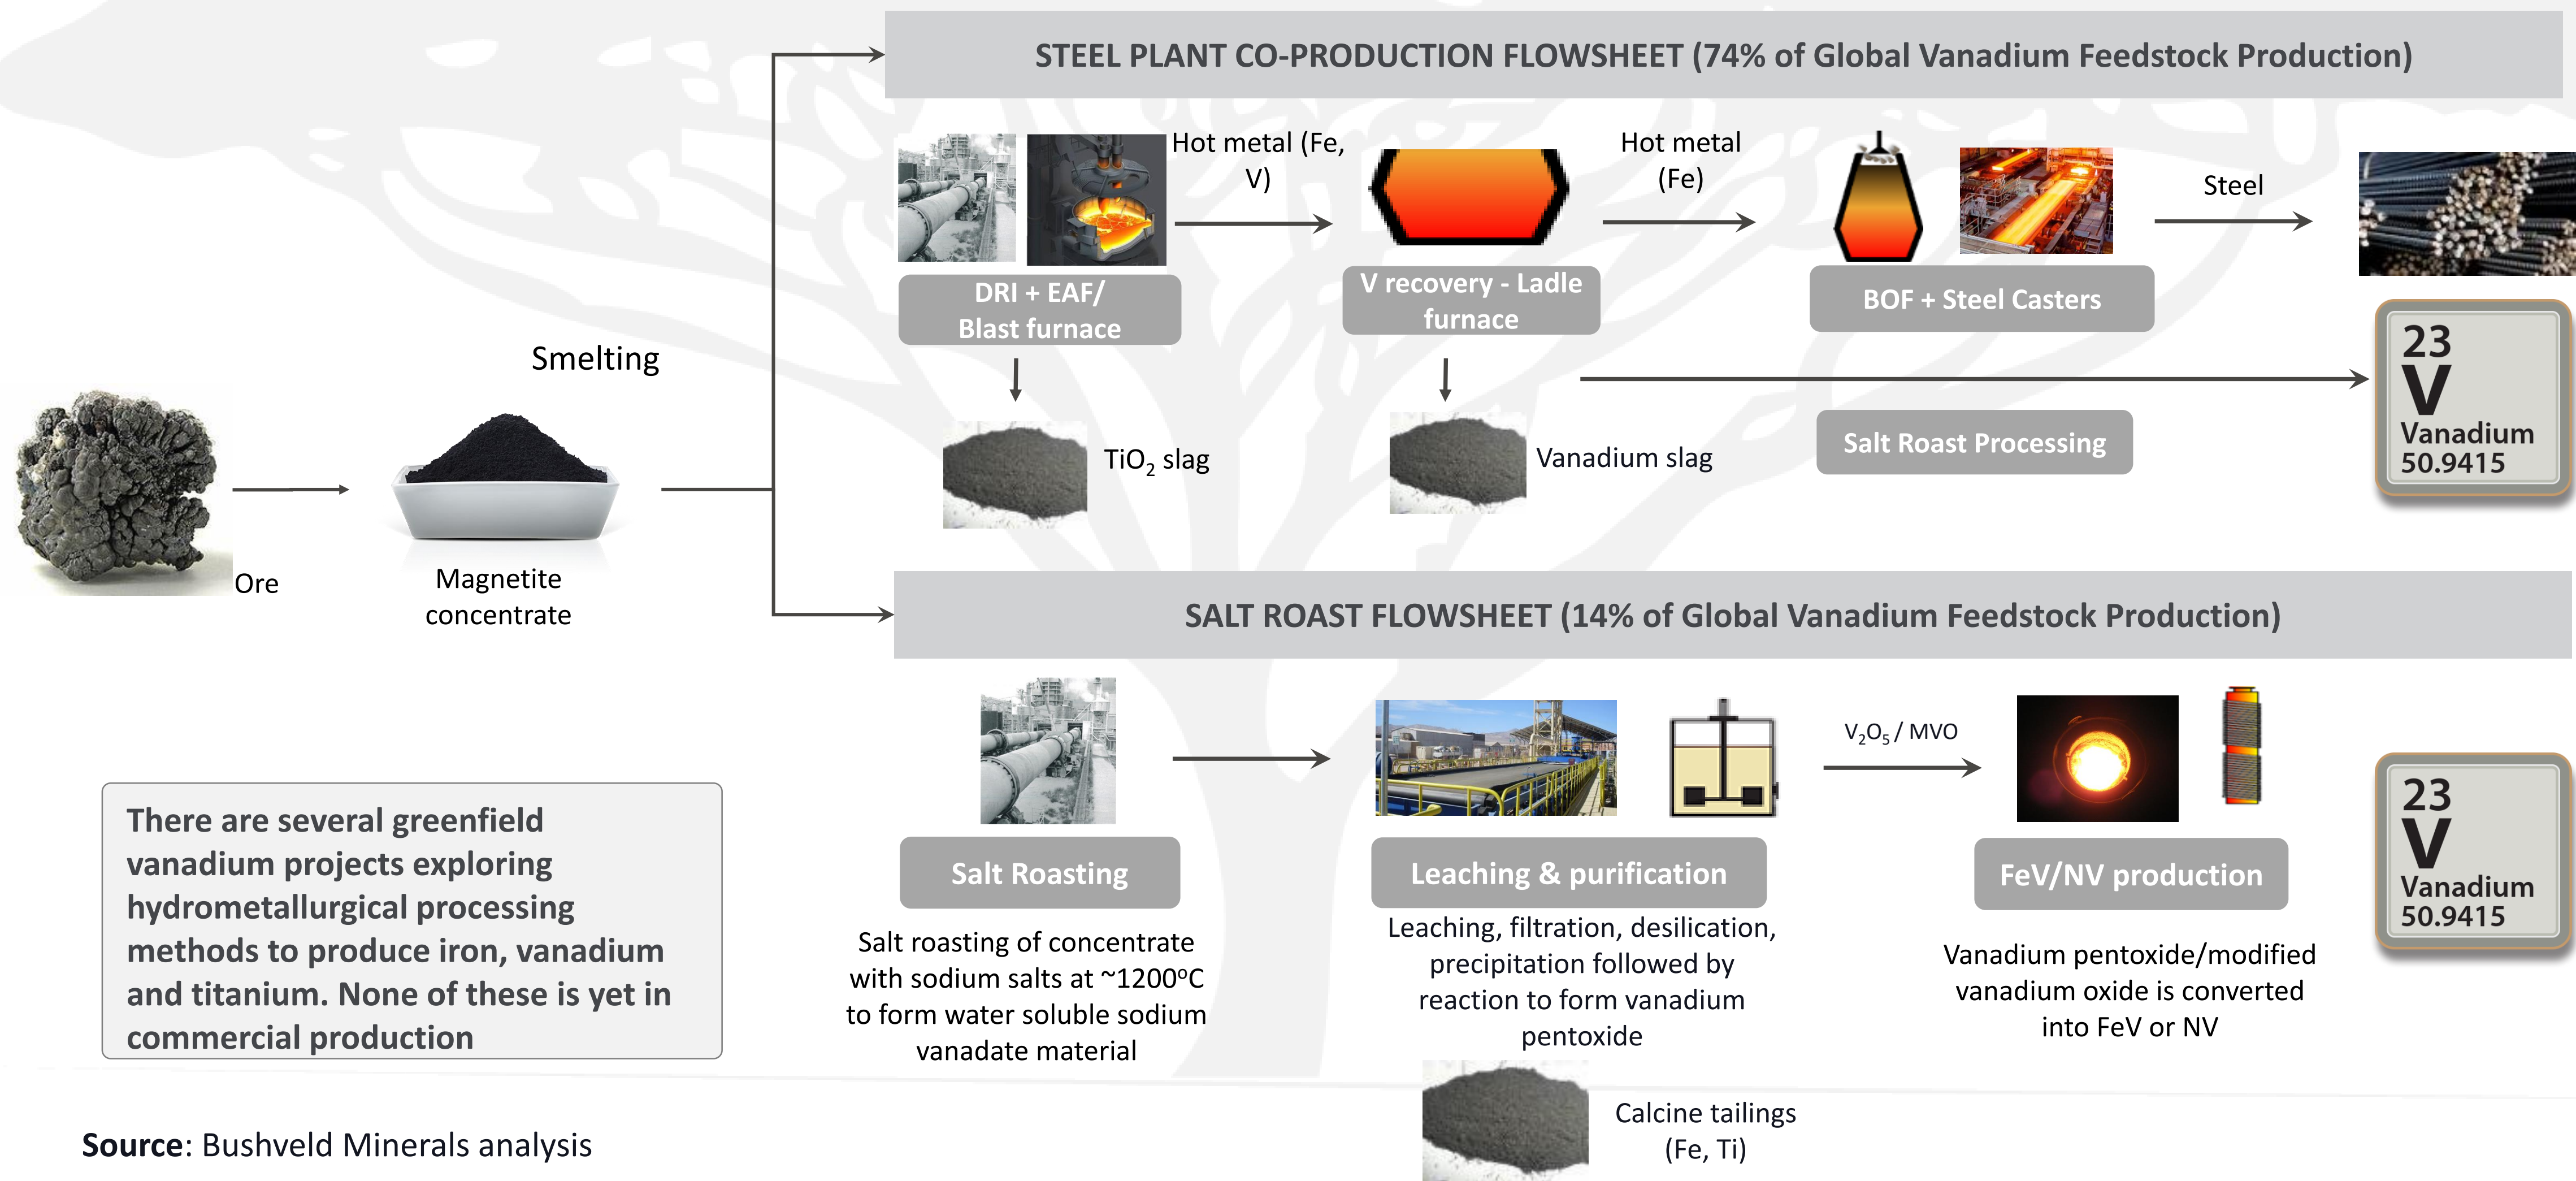 STEEL PLANT CO-PRODUCTION FLOWSHEET (74% of Global Vanadium Feedstock Production)
Hot metal (Fe,
V)
Hot metal
(Fe)
Steel
DRI + EAF/
Blast furnace
V recovery - Ladle
furnace
BOF + Steel Casters
23
V
Vanadium
50.9415
Smelting
TiO₂ slag
Vanadium slag
Salt Roast Processing
Ore
Magnetite
concentrate
SALT ROAST FLOWSHEET (14% of Global Vanadium Feedstock Production)
V₂O₅ / MVO
Salt Roasting
Leaching & purification
FeV/NV production
23
V
Vanadium
50.9415
Salt roasting of concentrate
with sodium salts at ~1200ºC
to form water soluble sodium
vanadate material
Leaching, filtration, desilication,
precipitation followed by
reaction to form vanadium
pentoxide
Vanadium pentoxide/modified
vanadium oxide is converted
into FeV or NV
Calcine tailings
(Fe, Ti)
There are several greenfield
vanadium projects exploring
hydrometallurgical processing
methods to produce iron, vanadium
and titanium. None of these is yet in
commercial production
Source: Bushveld Minerals analysis